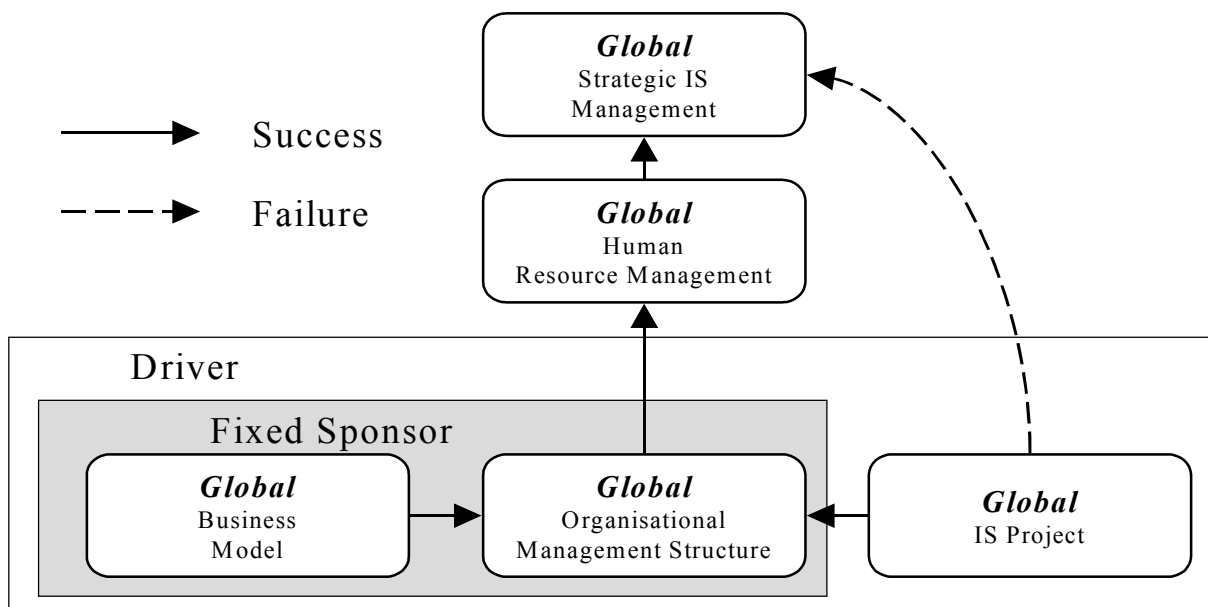 Global
Strategic IS
Management
Success
Failure
Global
Human
Resource Management
Driver
Fixed Sponsor
Global
Business
Model
Global
Organisational
Management Structure
Global
IS Project